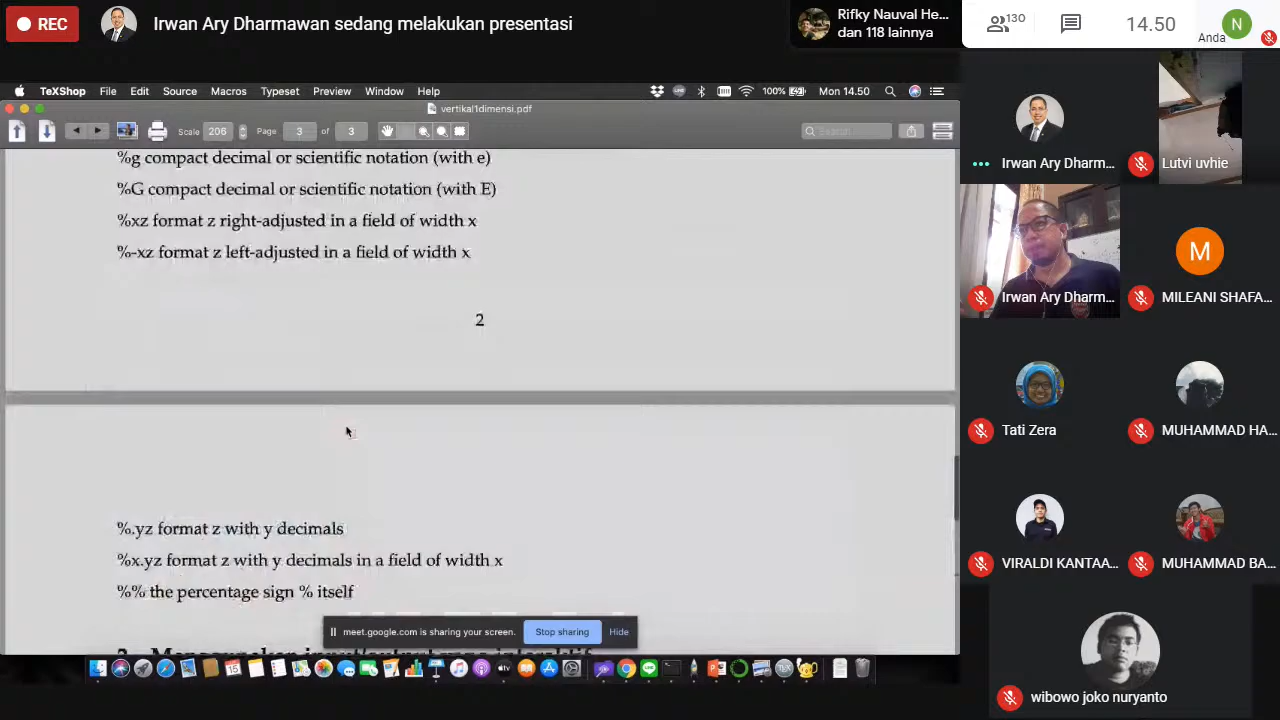 REC
Irwan Ary Dharmawan sedang melakukan presentasi
Rifky Nauval He...
dan 118 lainnya
130
14.50
Anda
N
TeXShop File Edit Source Macros Typeset Preview Window Help
100%
Mon 14.50
vertikal1dimensi.pdf
Scale 206 Page 3 of 3
Search
%g compact decimal or scientific notation (with e)
%G compact decimal or scientific notation (with E)
%xz format z right-adjusted in a field of width x
%-xz format z left-adjusted in a field of width x
2
%.yz format z with y decimals
%x.yz format z with y decimals in a field of width x
%% the percentage sign % itself
meet.google.com is sharing your screen.
Stop sharing
Hide
Irwan Ary Dharm...
Lutvi uvhie
Irwan Ary Dharm...
M
MILEANI SHAFA...
Tati Zera
MUHAMMAD HA...
VIRALDI KANTAA...
MUHAMMAD BA...
wibowo joko nuryanto